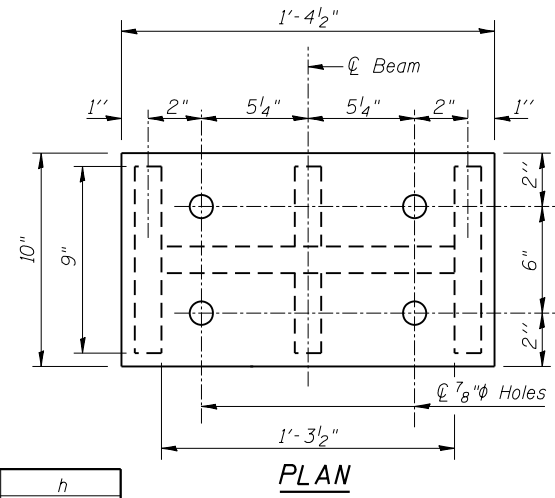 1'-4½"
℄ Beam
1" 2" 5¼" 5¼" 2" 1"
10"
9"
2"
6"
2"
℄ ⅞"ϕ Holes
1'-3½"
PLAN
h